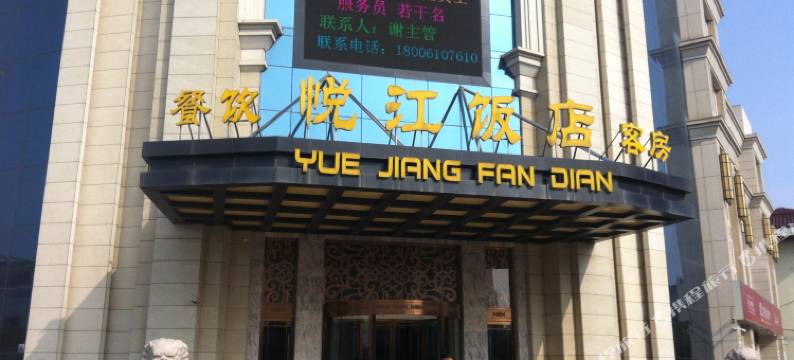 服务员 若干名
联系人：谢主管
联系电话：18006107610
餐饮 悦江饭店 客房
YUE JIANG FAN DIAN